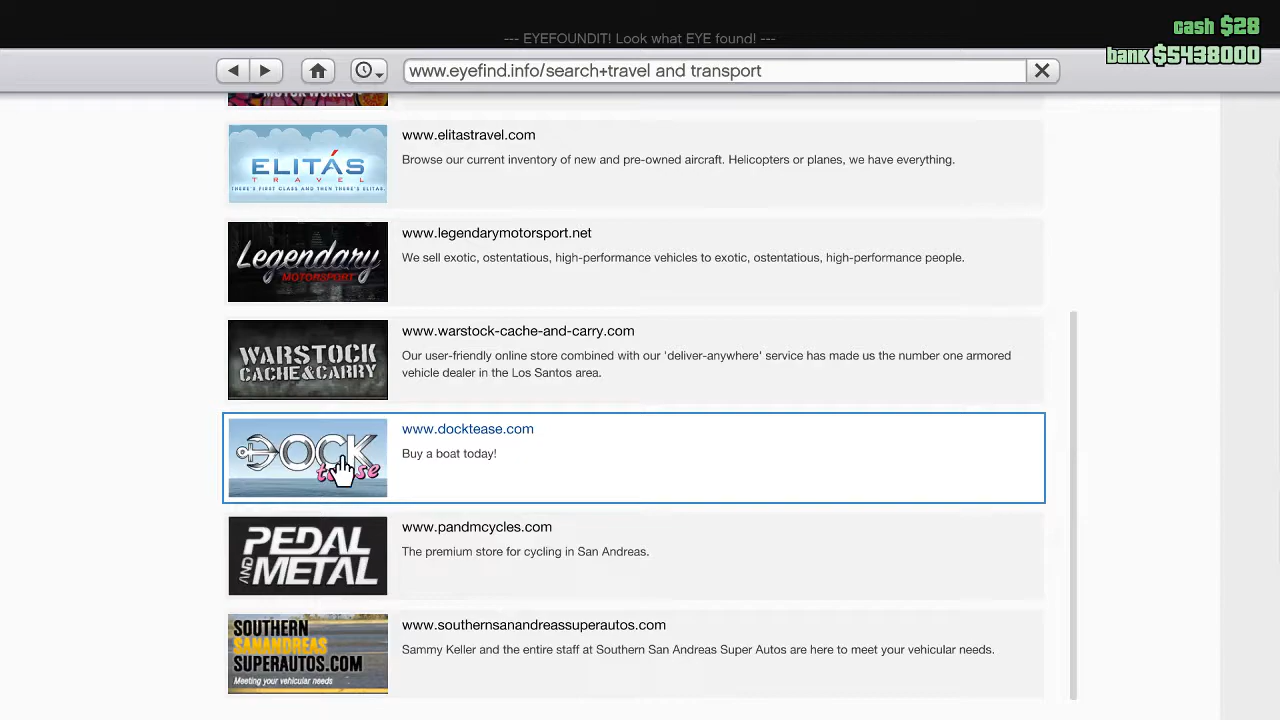 cash $28
--- EYEFOUNDIT! Look what EYE found! ---
bank $5438000
www.eyefind.info/search+travel and transport
MOTORWORKS
www.elitastravel.com
ELITÁS
TRAVEL
THERE'S FIRST CLASS AND THEN THERE'S ELITAS.
Browse our current inventory of new and pre-owned aircraft. Helicopters or planes, we have everything.
www.legendarymotorsport.net
Legendary
MOTORSPORT
We sell exotic, ostentatious, high-performance vehicles to exotic, ostentatious, high-performance people.
www.warstock-cache-and-carry.com
WARSTOCK
CACHE&CARRY
Our user-friendly online store combined with our 'deliver-anywhere' service has made us the number one armored
vehicle dealer in the Los Santos area.
www.docktease.com
DOCK
tease
Buy a boat today!
www.pandmcycles.com
PEDAL
AND METAL
The premium store for cycling in San Andreas.
www.southernsanandreassuperautos.com
SOUTHERN
SANANDREAS
SUPERAUTOS.COM
Meeting your vehicular needs
Sammy Keller and the entire staff at Southern San Andreas Super Autos are here to meet your vehicular needs.